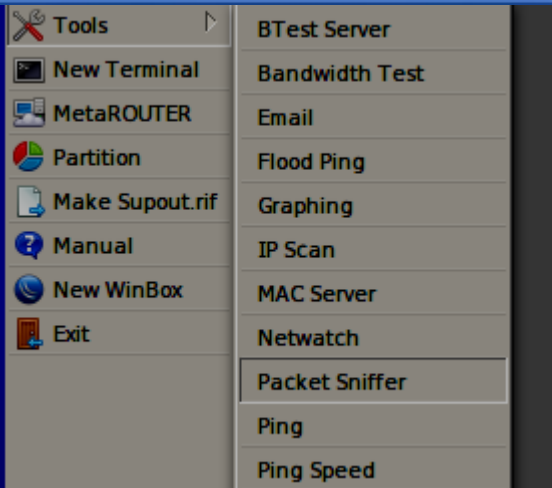 Tools
New Terminal
MetaROUTER
Partition
Make Supout.rif
Manual
New WinBox
Exit
BTest Server
Bandwidth Test
Email
Flood Ping
Graphing
IP Scan
MAC Server
Netwatch
Packet Sniffer
Ping
Ping Speed